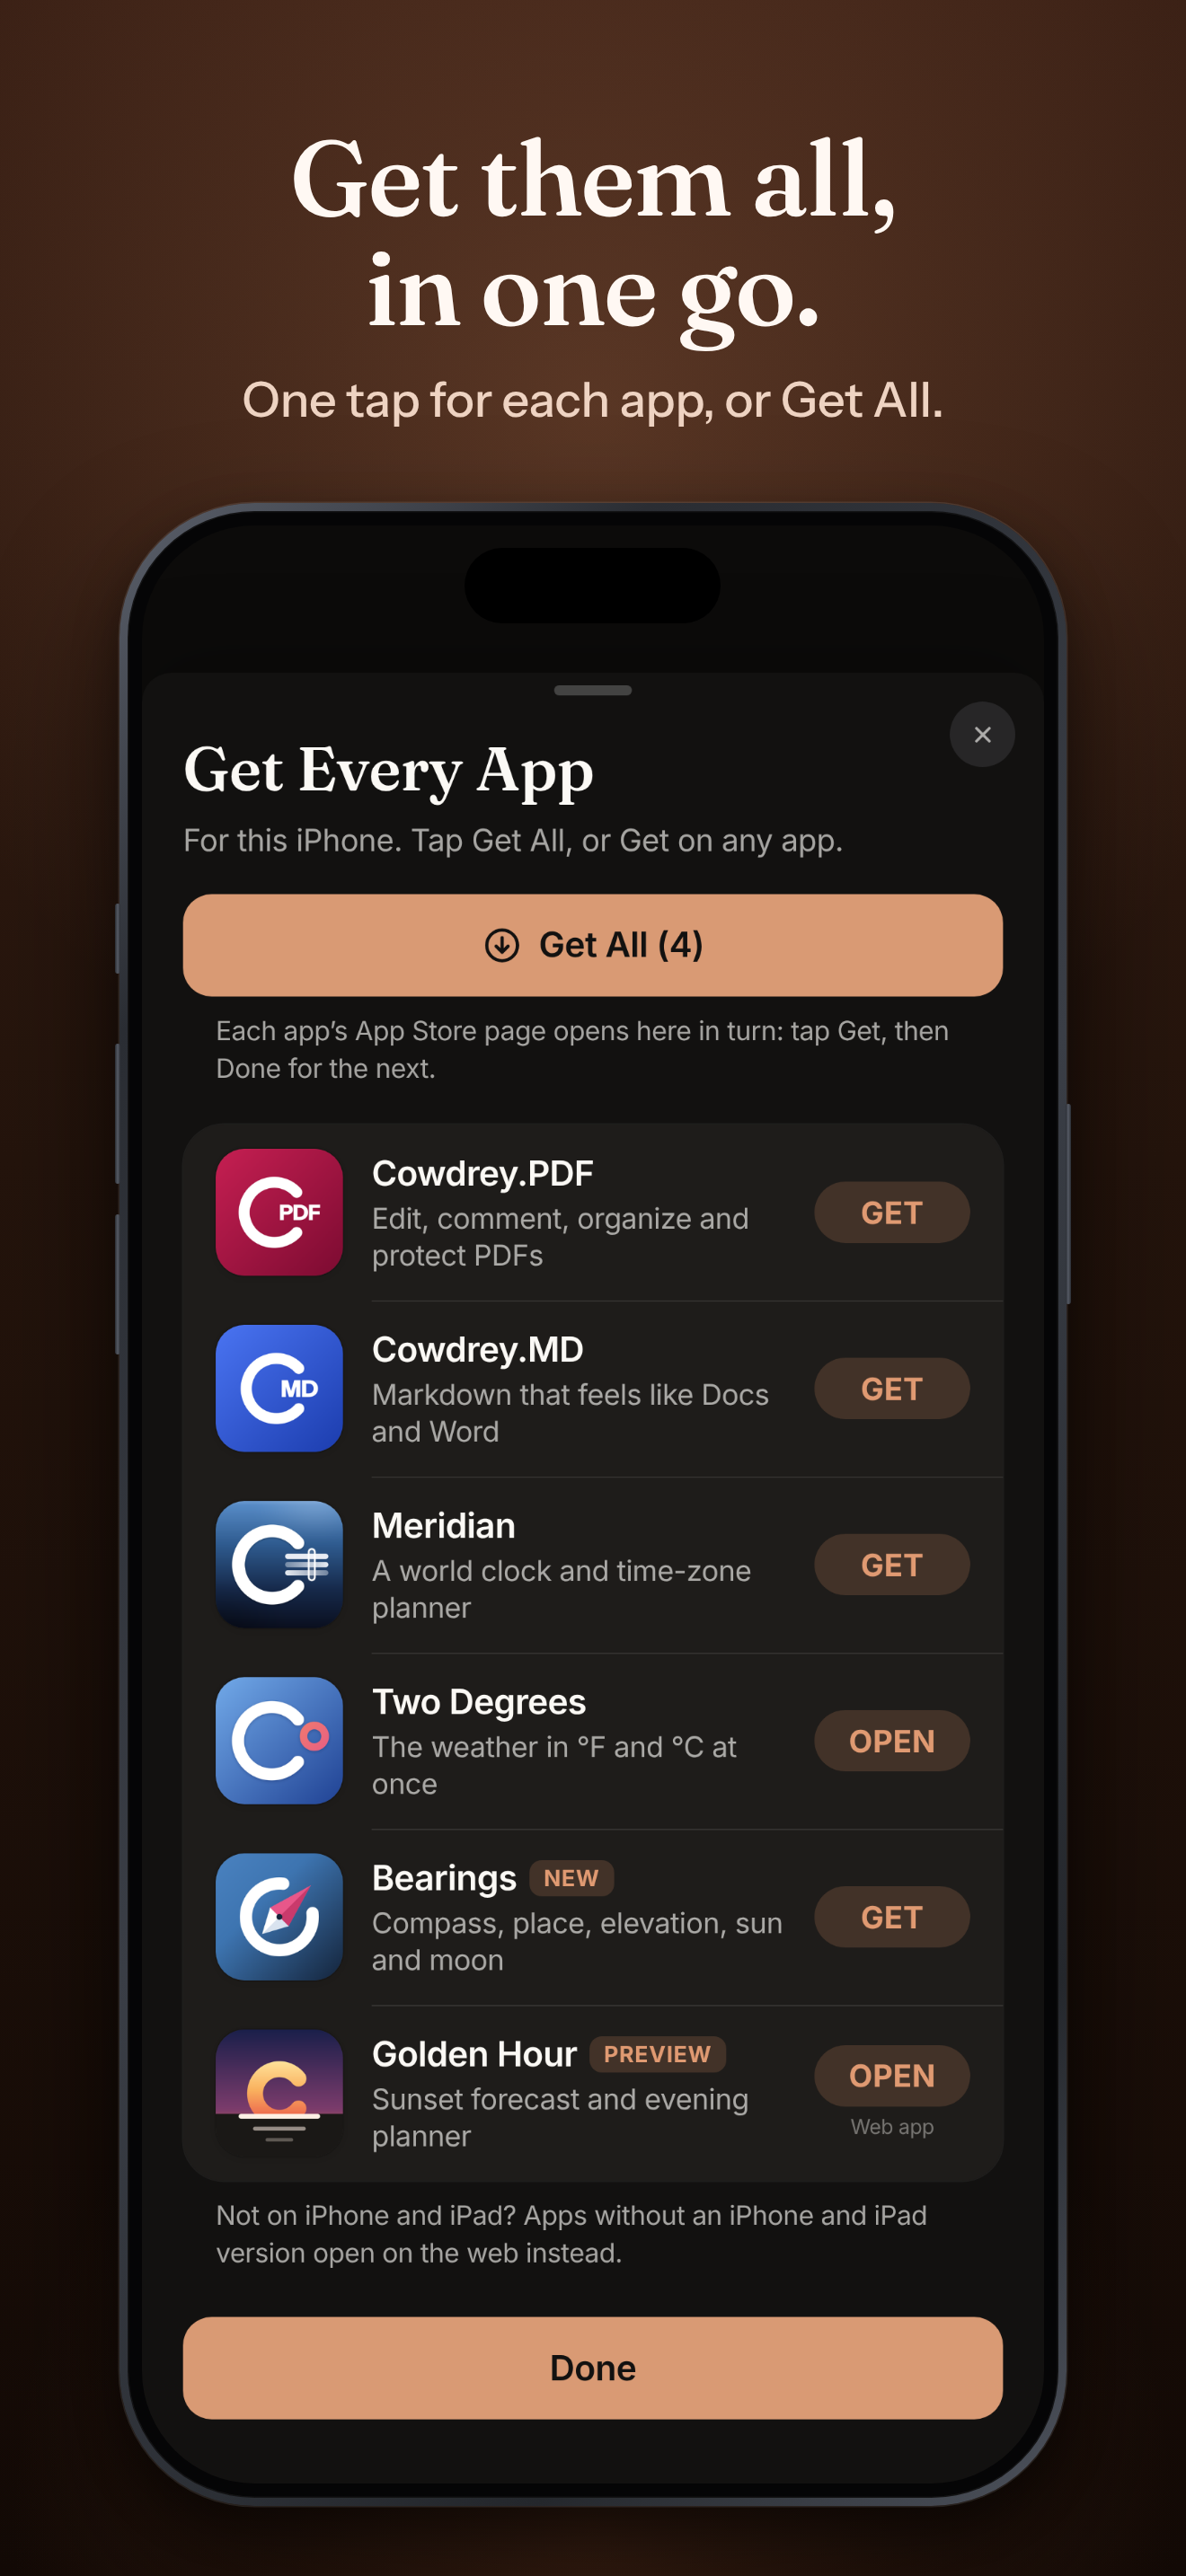 Get them all,
in one go.
One tap for each app, or Get All.
Get Every App
For this iPhone. Tap Get All, or Get on any app.
Get All (4)
Each app’s App Store page opens here in turn: tap Get, then
Done for the next.
PDF
Cowdrey.PDF
Edit, comment, organize and
protect PDFs
GET
MD
Cowdrey.MD
Markdown that feels like Docs
and Word
GET
Meridian
A world clock and time-zone
planner
GET
Two Degrees
The weather in °F and °C at
once
OPEN
Bearings NEW
Compass, place, elevation, sun
and moon
GET
Golden Hour PREVIEW
Sunset forecast and evening
planner
OPEN
Web app
Not on iPhone and iPad? Apps without an iPhone and iPad
version open on the web instead.
Done